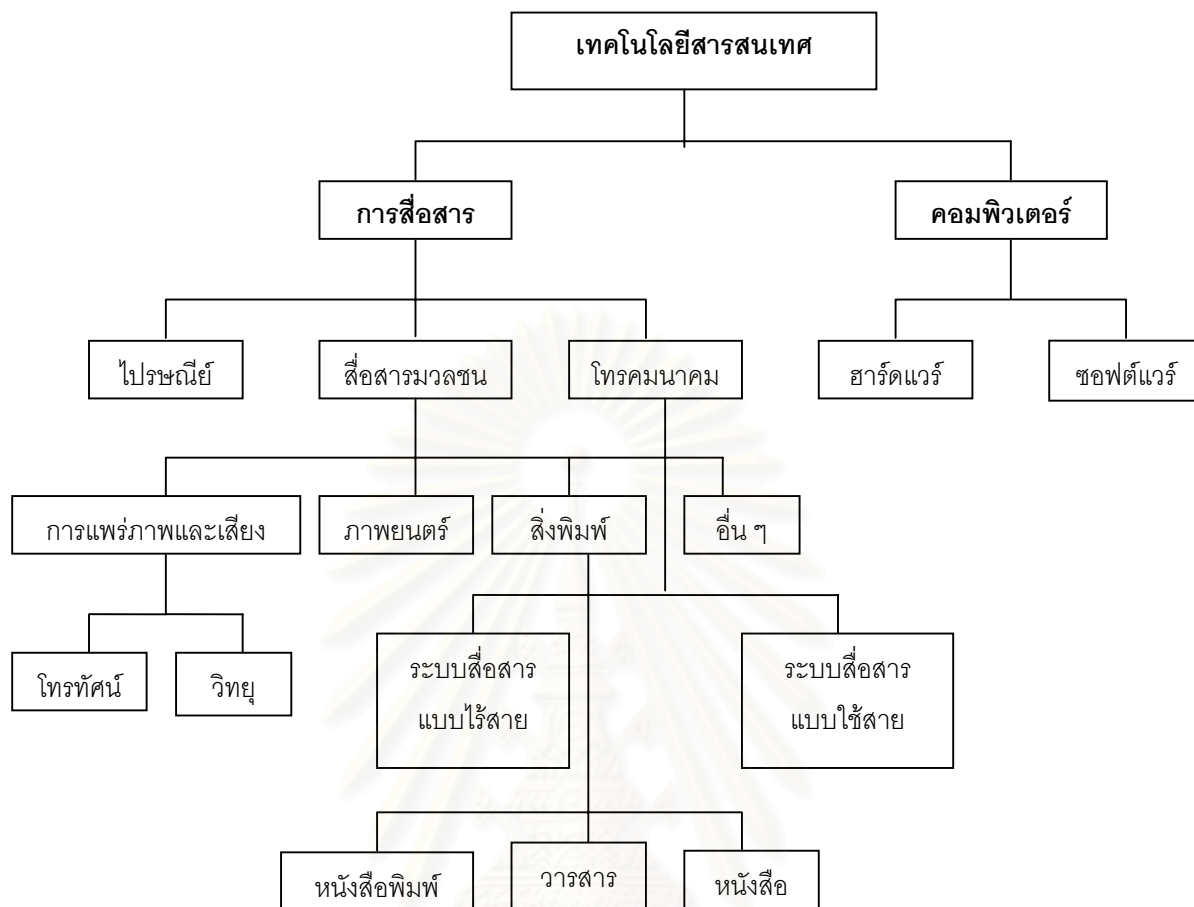 เทคโนโลยีสารสนเทศ
การสื่อสาร
คอมพิวเตอร์
ไปรษณีย์
สื่อสารมวลชน
โทรคมนาคม
ฮาร์ดแวร์
ซอฟต์แวร์
การแพร่ภาพและเสียง
ภาพยนตร์
สิ่งพิมพ์
อื่น ๆ
โทรทัศน์
วิทยุ
ระบบสื่อสาร
แบบไร้สาย
ระบบสื่อสาร
แบบใช้สาย
หนังสือพิมพ์
วารสาร
หนังสือ